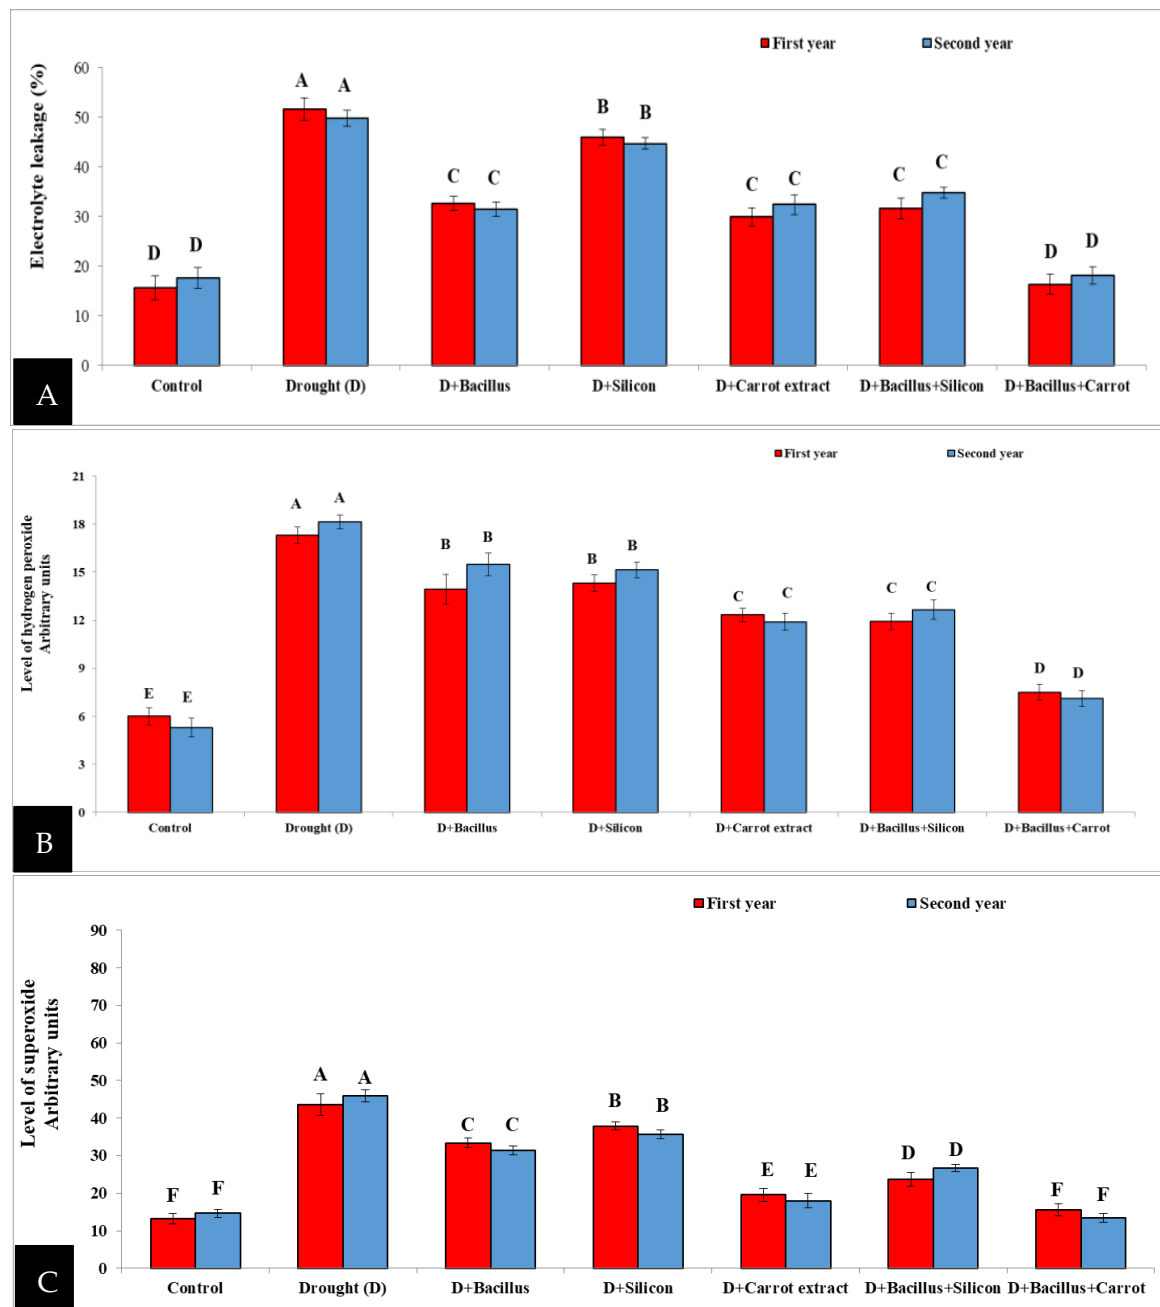 First year Second year
Electrolyte leakage (%)
60
50
40
30
20
10
0
A A
B B
C C
C C
C C
D D
D D
Control Drought (D) D+Bacillus D+Silicon D+Carrot extract D+Bacillus+Silicon D+Bacillus+Carrot
A
First year Second year
Level of hydrogen peroxide
Arbitrary units
21
18
15
12
9
6
3
0
A A
B B
B B
C C
C C
D D
E E
Control Drought (D) D+Bacillus D+Silicon D+Carrot extract D+Bacillus+Silicon D+Bacillus+Carrot
B
First year Second year
Level of superoxide
Arbitrary units
90
80
70
60
50
40
30
20
10
0
A A
B B
C C
D D
E E
F F
F F
Control Drought (D) D+Bacillus D+Silicon D+Carrot extract D+Bacillus+Silicon D+Bacillus+Carrot
C